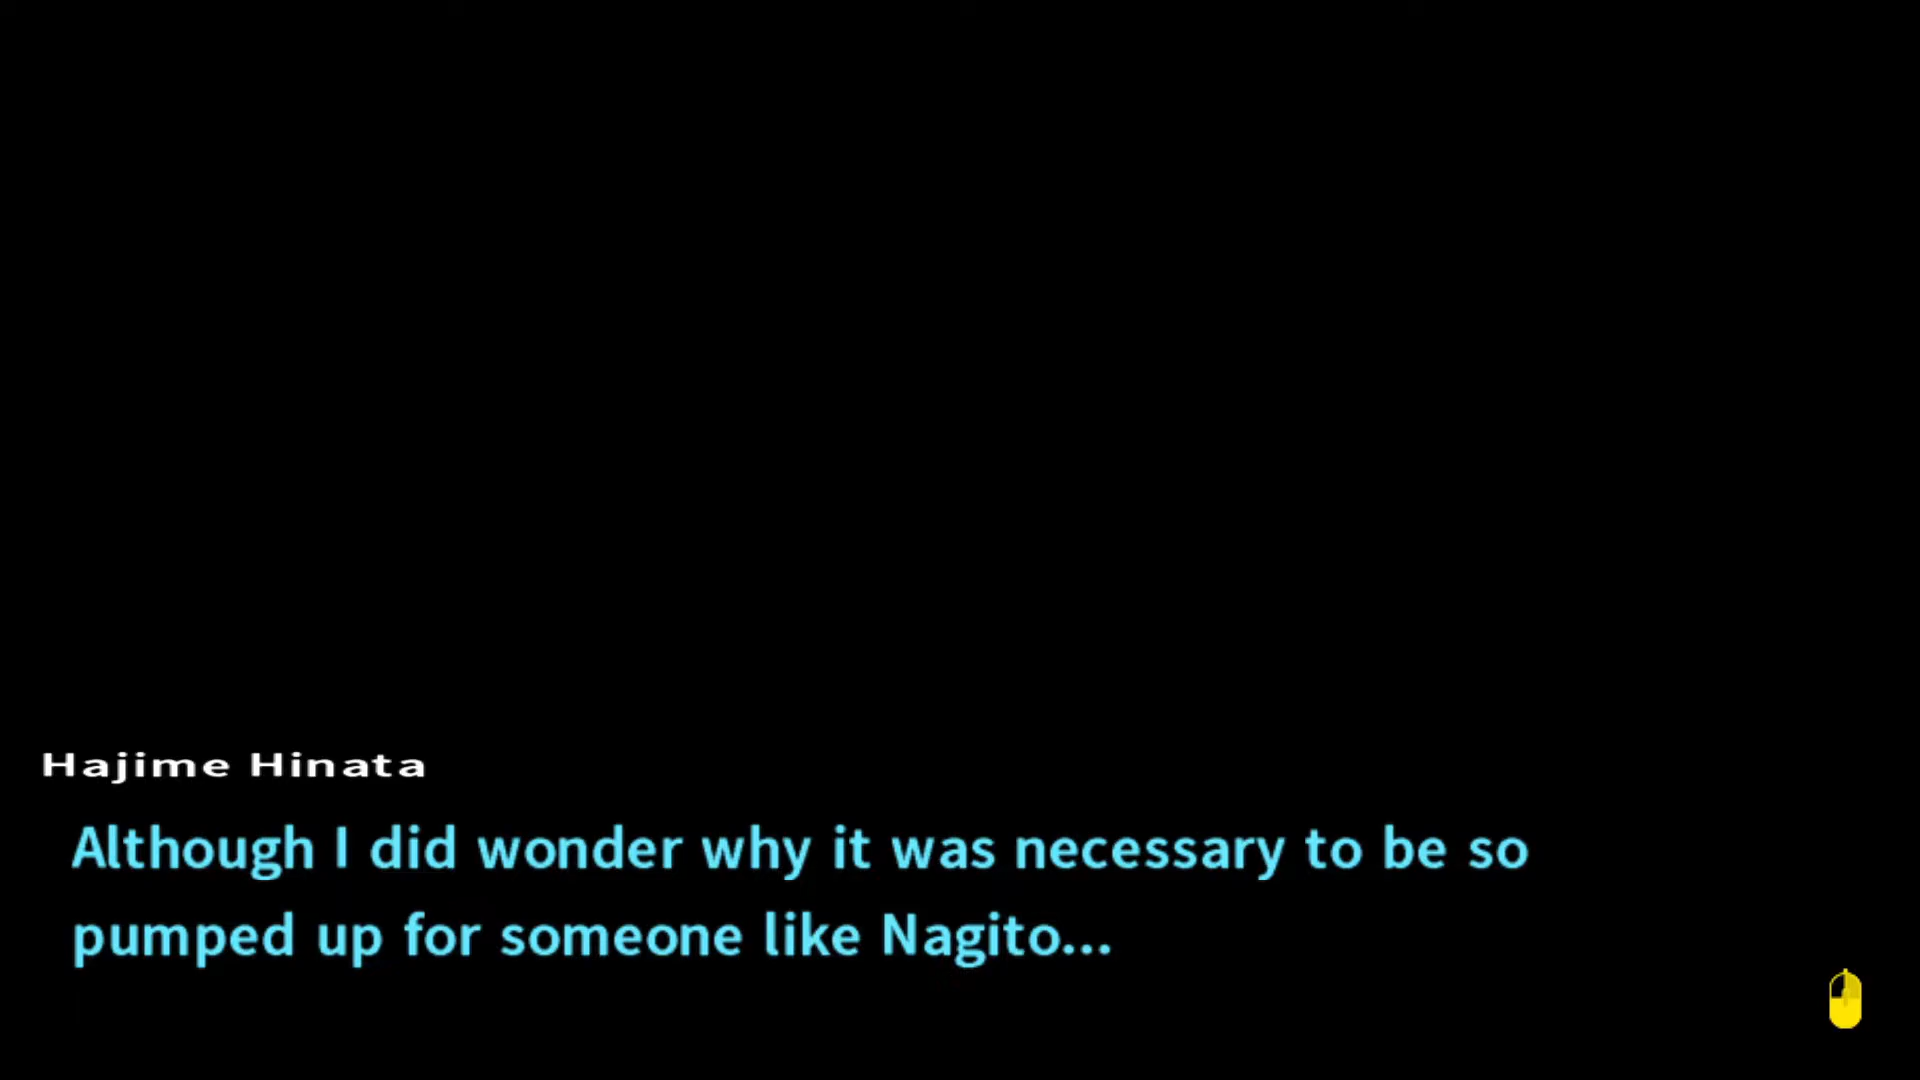 Hajime Hinata
Although I did wonder why it was necessary to be so
pumped up for someone like Nagito...